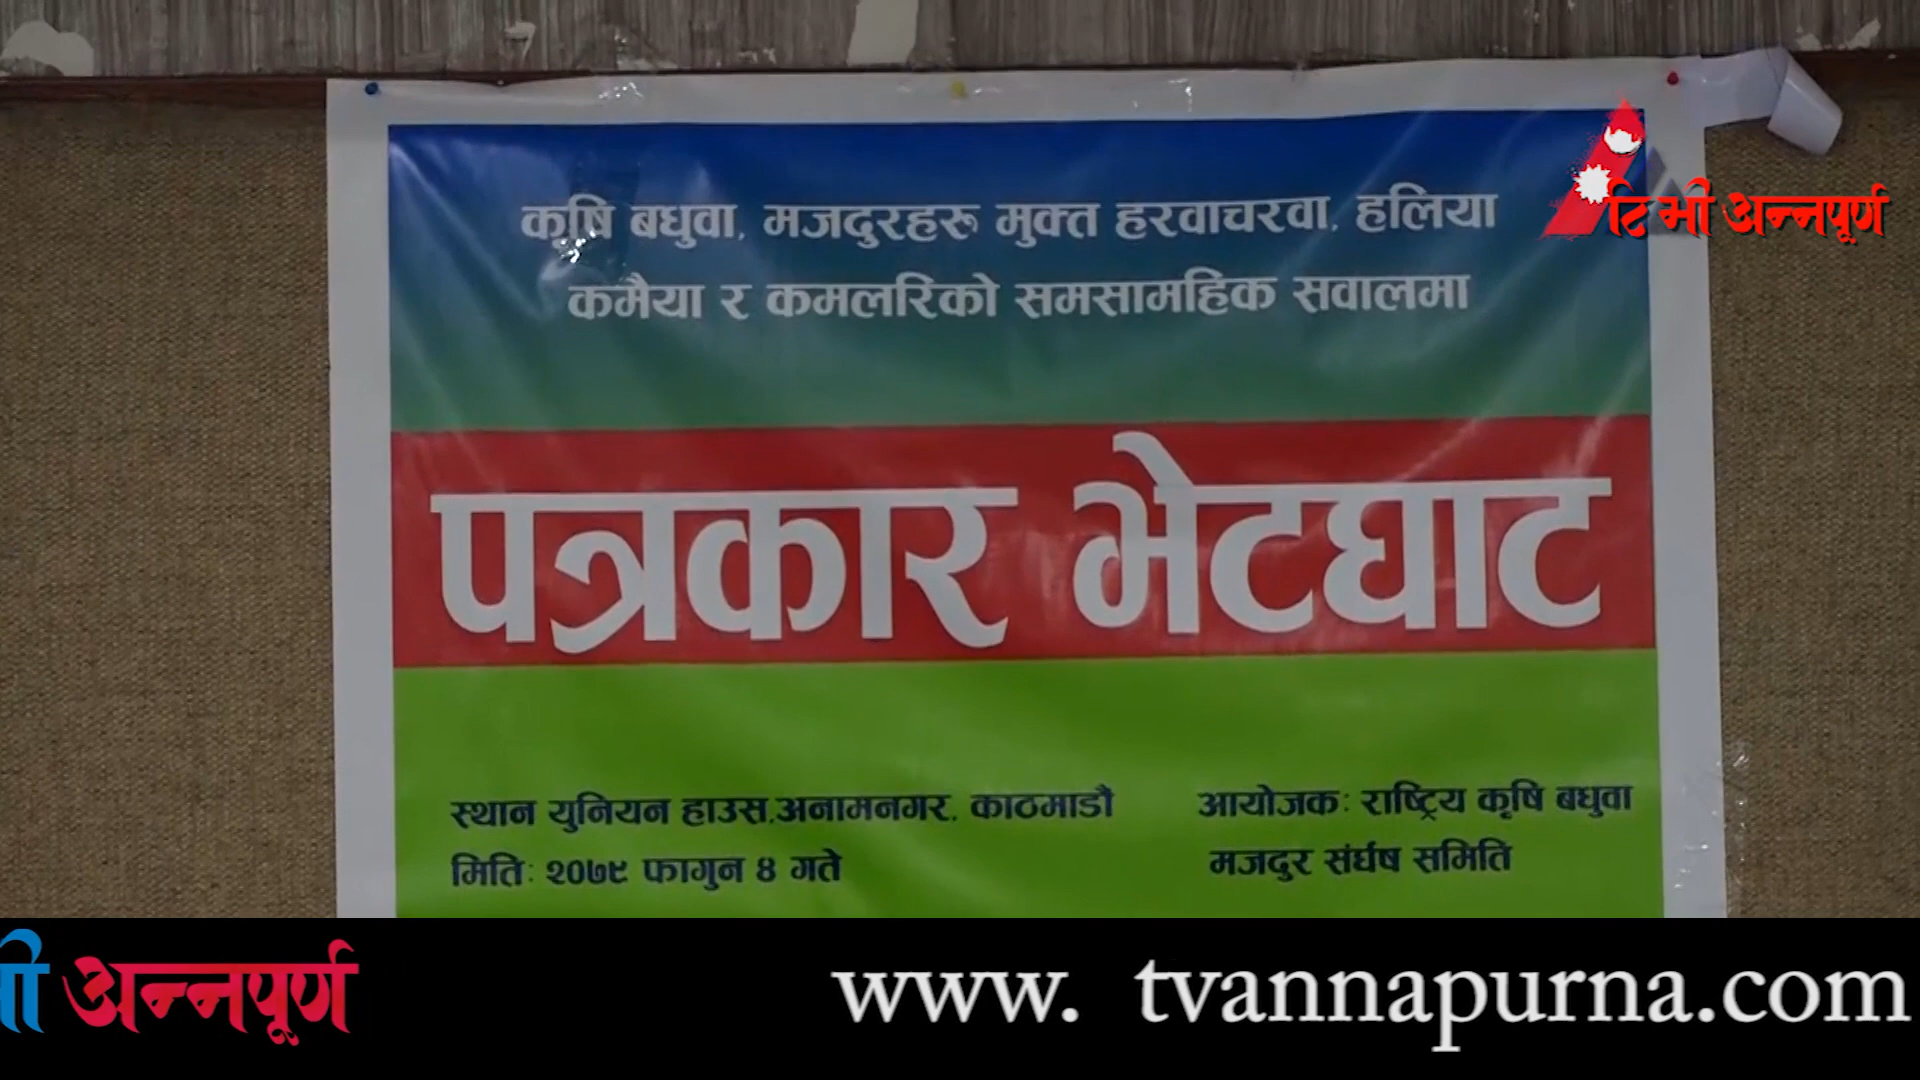 कृषि बधुवा, मजदुरहरु मुक्त हरवाचरवा, हलिया
कमैया र कमलरिको समसामहिक सवालमा
टिभी अन्नपूर्ण
पत्रकार भेटघाट
स्थान युनियन हाउस,अनामनगर, काठमाडौ
मिति: २०७९ फागुन ४ गते
आयोजक: राष्ट्रिय कृषि बधुवा
मजदुर संर्घष समिति
भी अन्नपूर्ण
www. tvannapurna.com